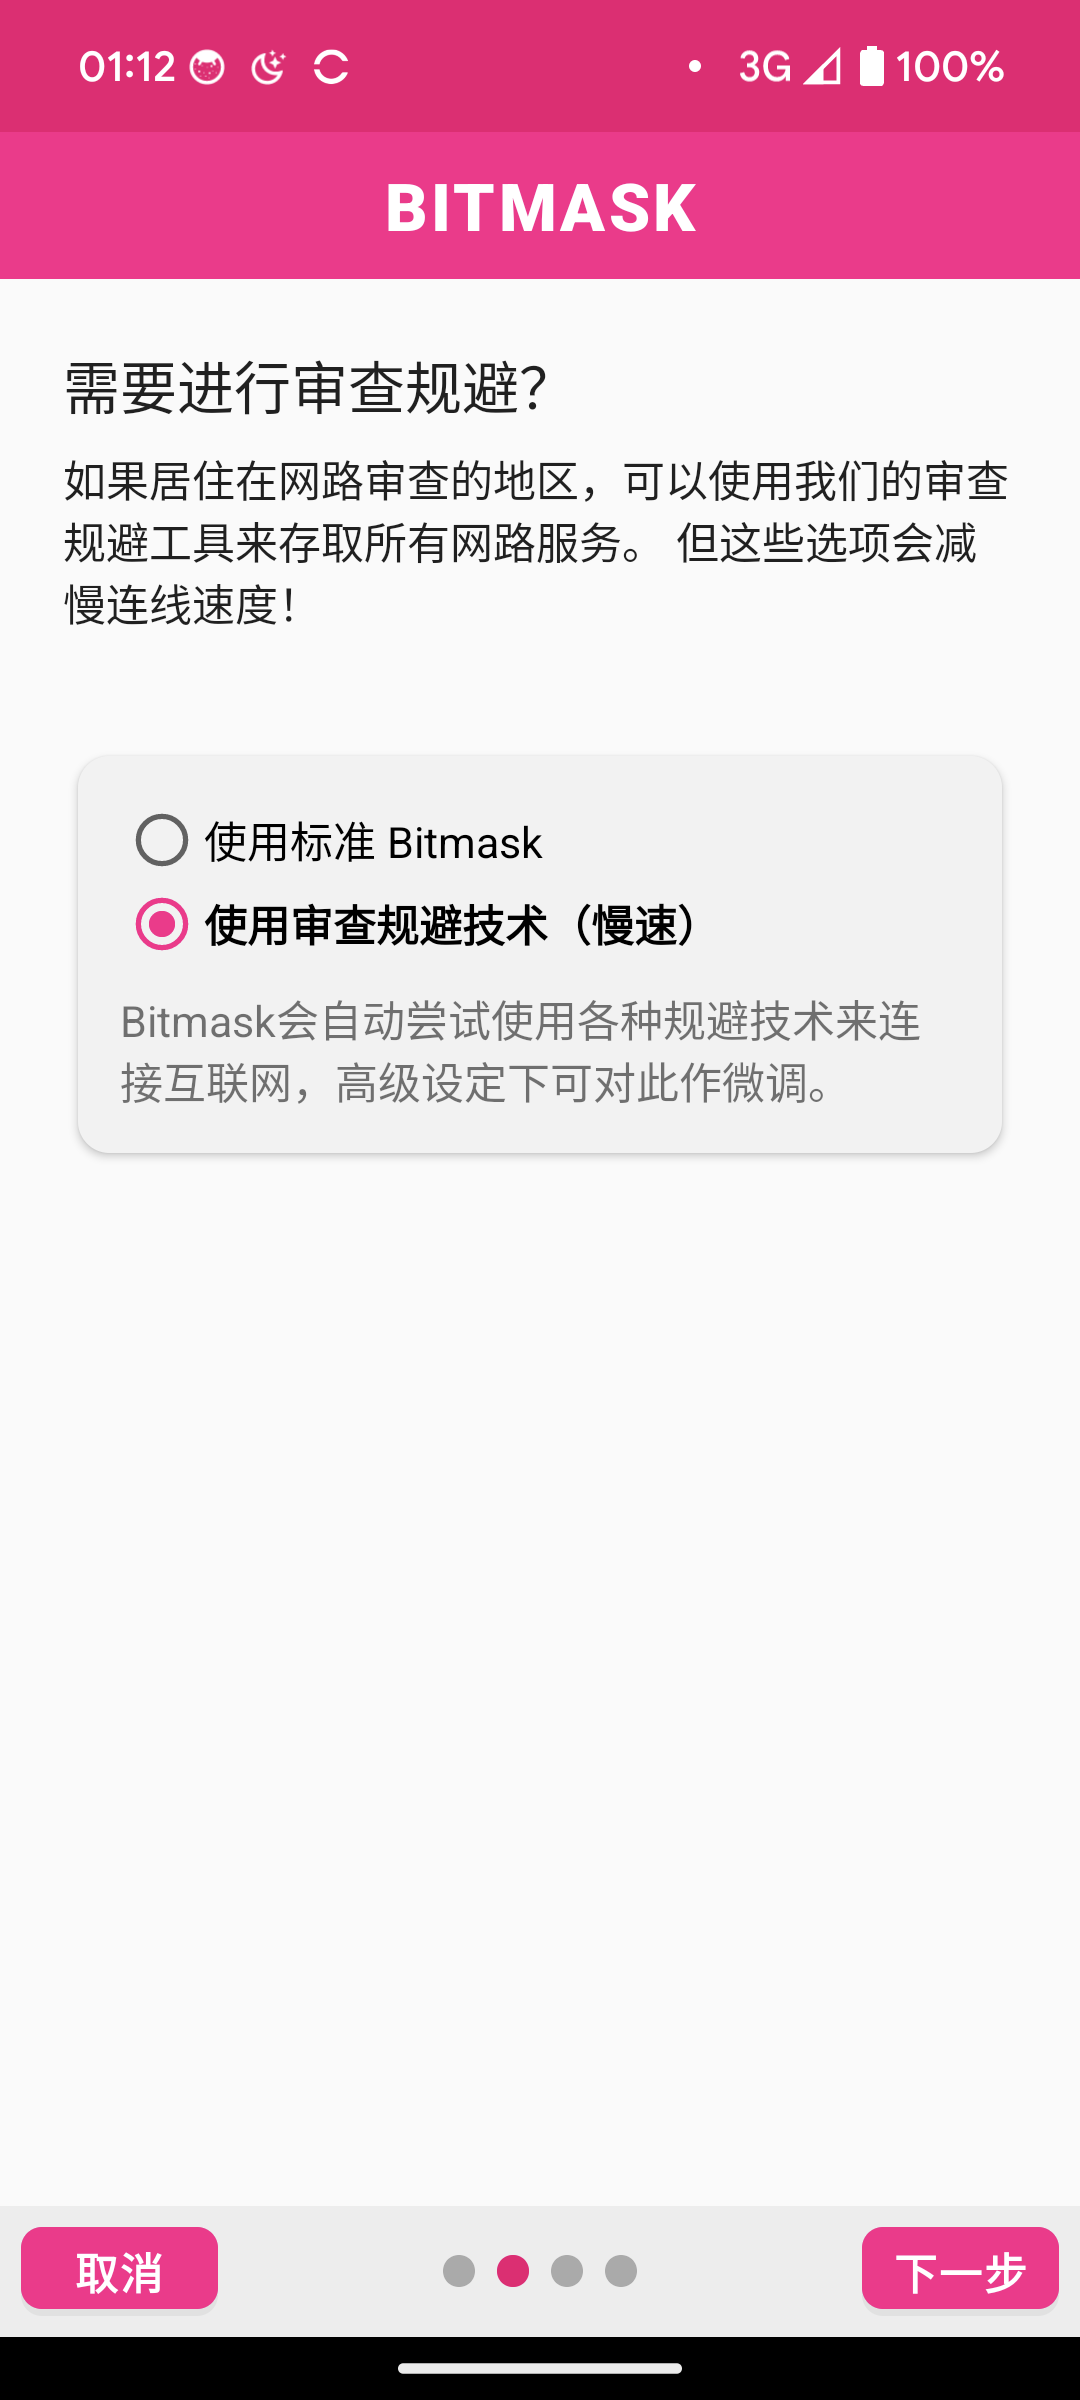 01:12
3G 100%
BITMASK
需要进行审查规避？
如果居住在网路审查的地区，可以使用我们的审查
规避工具来存取所有网路服务。 但这些选项会减
慢连线速度！
使用标准 Bitmask
使用审查规避技术（慢速）
Bitmask会自动尝试使用各种规避技术来连
接互联网，高级设定下可对此作微调。
取消
下一步